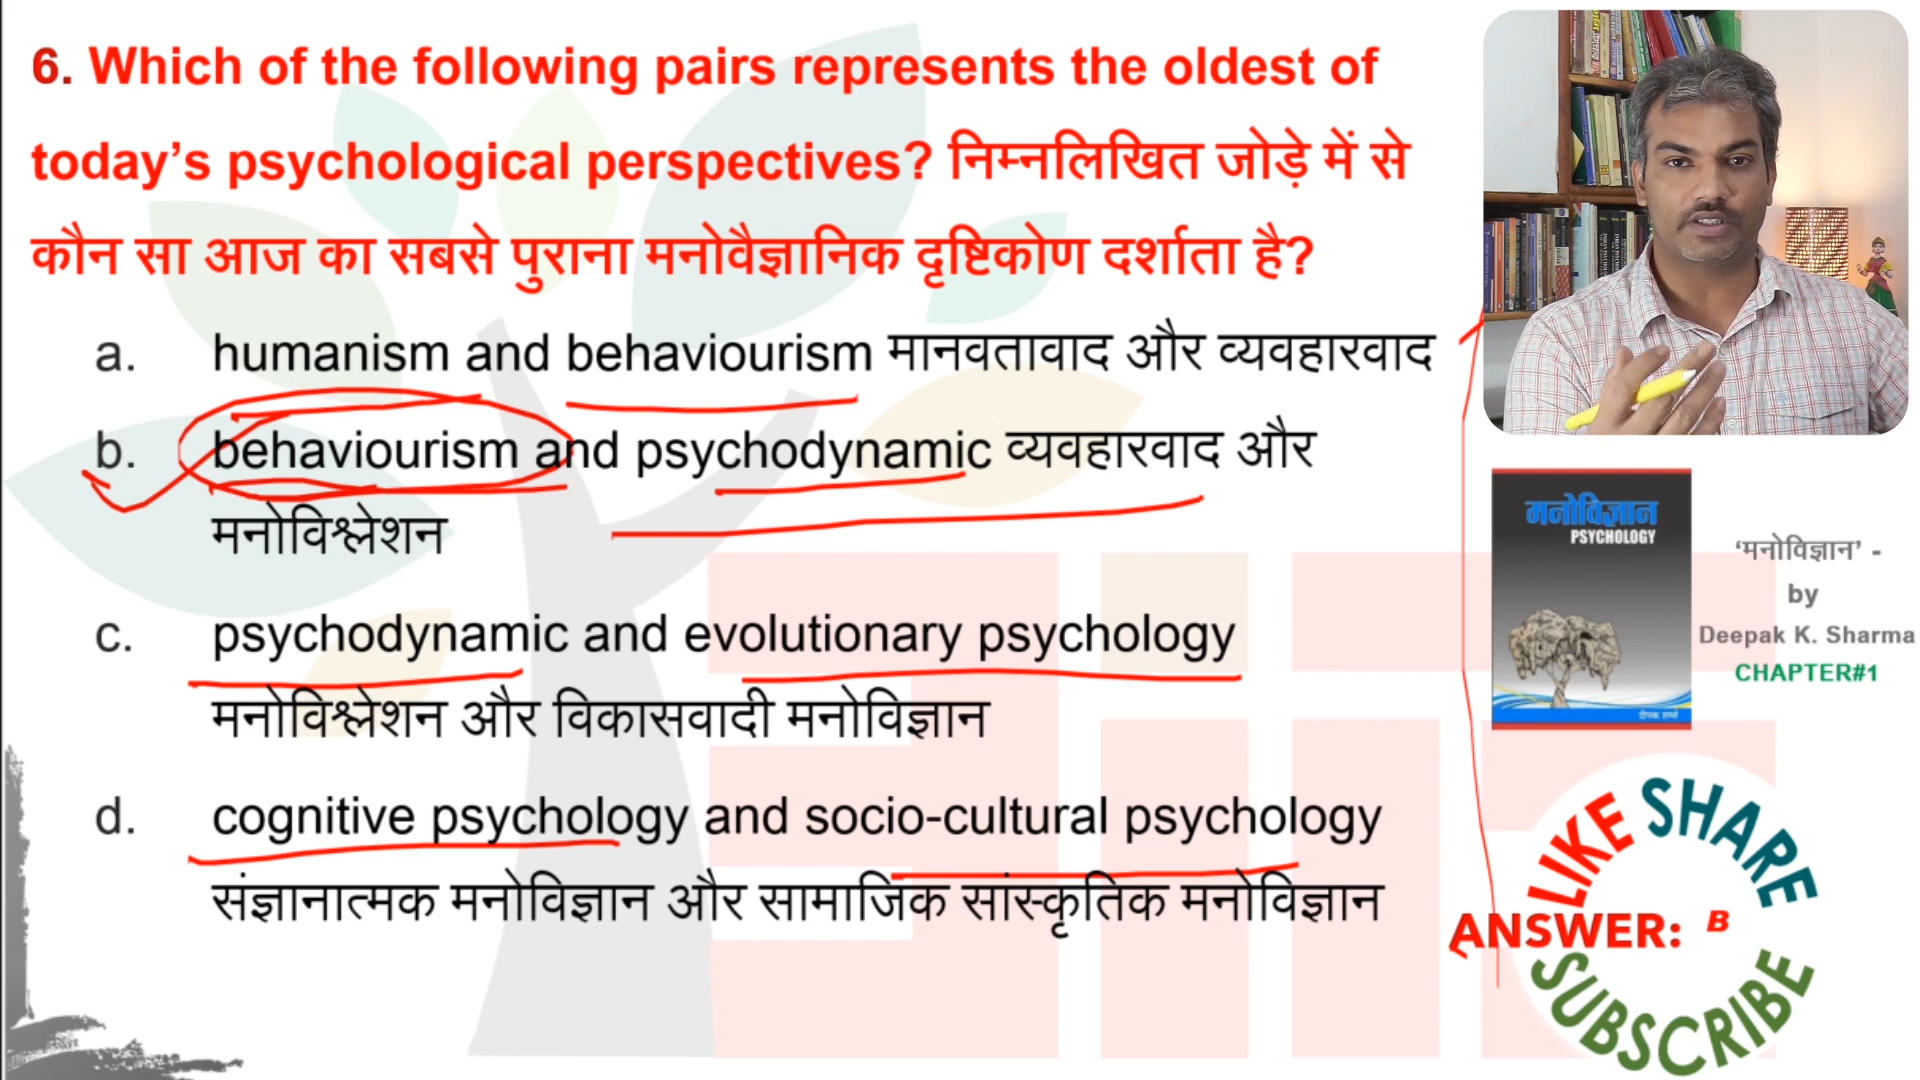 6. Which of the following pairs represents the oldest of
today's psychological perspectives? निम्नलिखित जोड़े में से
कौन सा आज का सबसे पुराना मनोवैज्ञानिक दृष्टिकोण दर्शाता है?
a. humanism and behaviourism मानवतावाद और व्यवहारवाद
b. behaviourism and psychodynamic व्यवहारवाद और
मनोविश्लेशन
c. psychodynamic and evolutionary psychology
मनोविश्लेशन और विकासवादी मनोविज्ञान
d. cognitive psychology and socio-cultural psychology
संज्ञानात्मक मनोविज्ञान और सामाजिक सांस्कृतिक मनोविज्ञान
मनोविज्ञान
PSYCHOLOGY
'मनोविज्ञान' -
by
Deepak K. Sharma
CHAPTER#1
LIKE SHARE
ANSWER: B
SUBSCRIBE